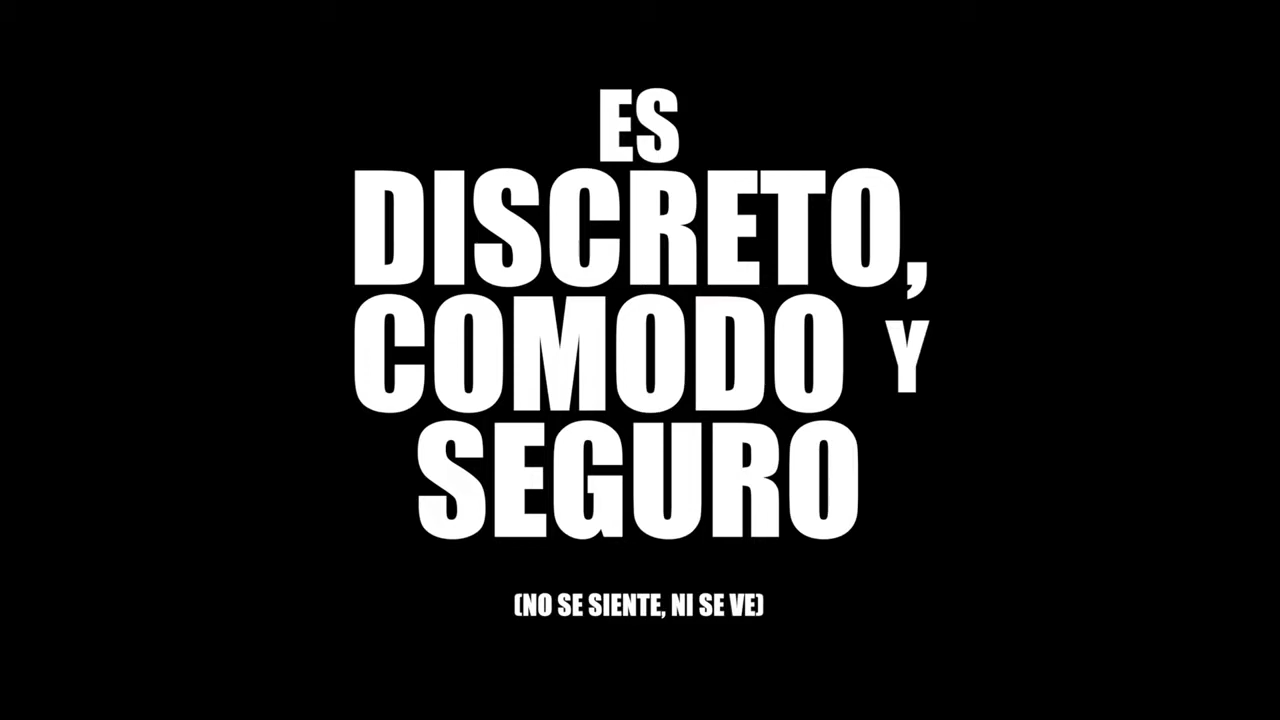 ES
DISCRETO,
COMODO Y
SEGURO
(NO SE SIENTE, NI SE VE)